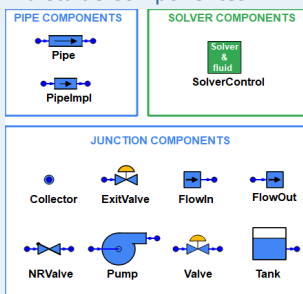 PIPE COMPONENTS
Pipe
PipeImpl
SOLVER COMPONENTS
Solver
&
fluid
SolverControl
JUNCTION COMPONENTS
Collector
ExitValve
FlowIn
FlowOut
NRValve
Pump
Valve
Tank